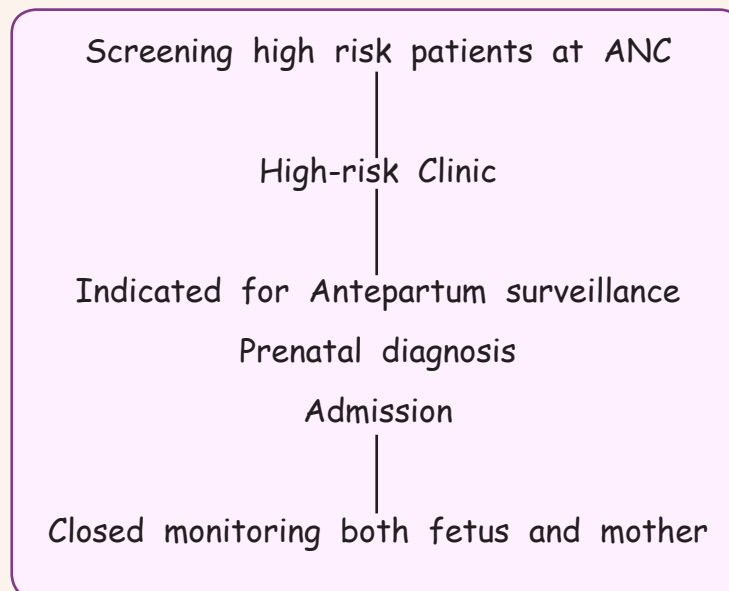 Screening high risk patients at ANC
High-risk Clinic
Indicated for Antepartum surveillance
Prenatal diagnosis
Admission
Closed monitoring both fetus and mother